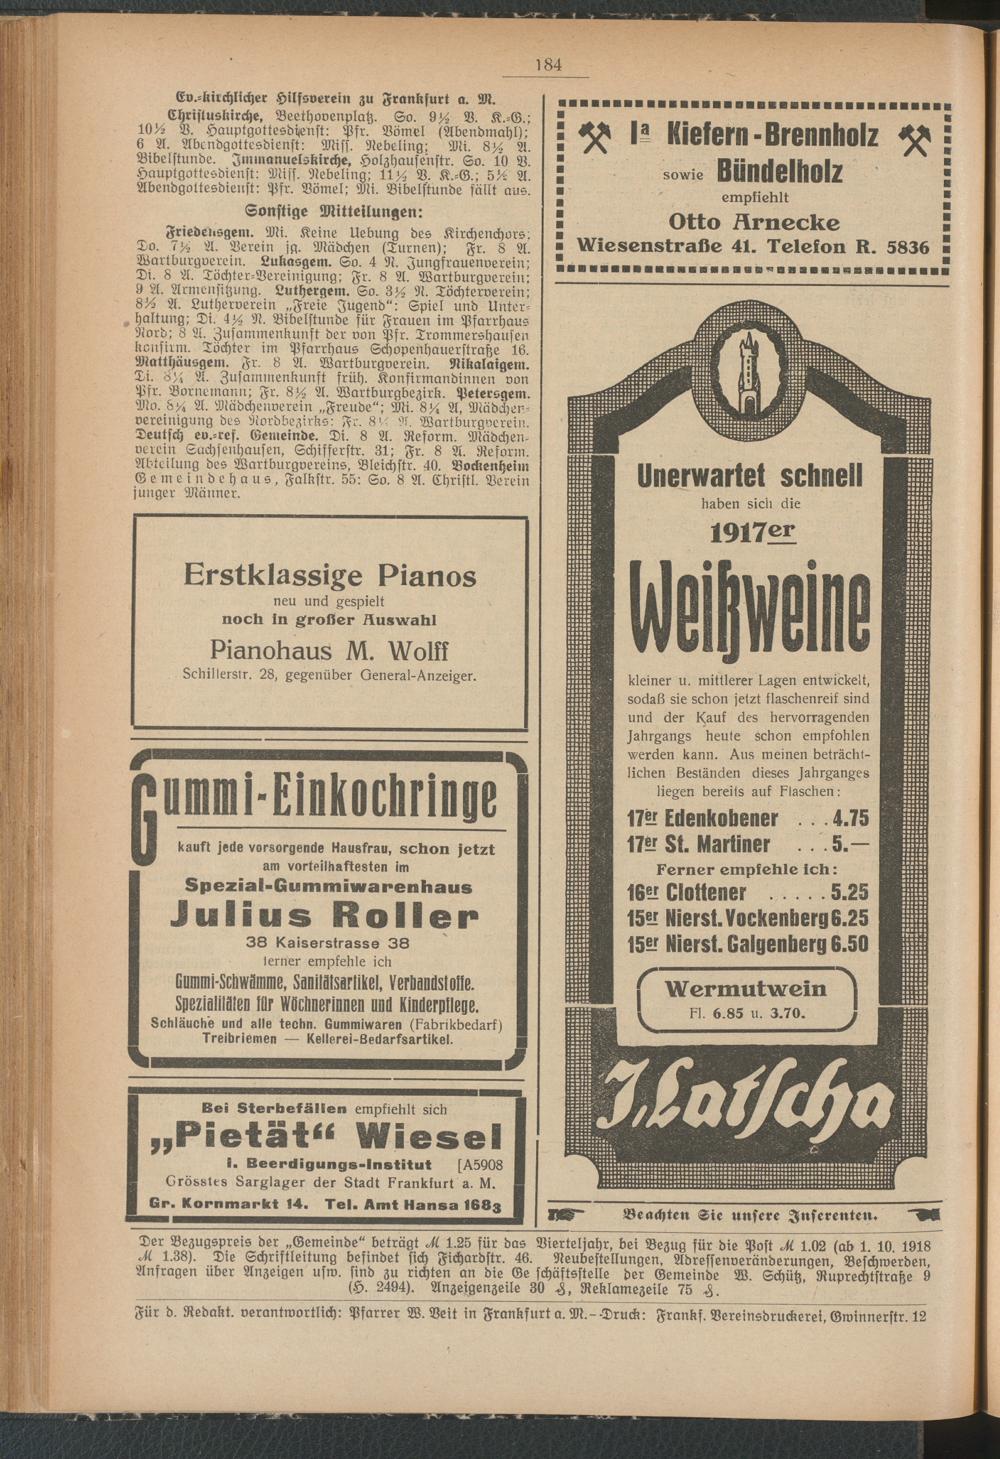 184
Ev.-kirchlicher Hilfsverein zu Frankfurt a. M.
Christuskirche, Beethovenplatz. So. 9½ V. K.-G.;
10½ V. Hauptgottesdienst: Pfr. Bömel (Abendmahl);
6 A. Abendgottesdienst: Miss. Nebeling; Mi. 8½ A.
Bibelstunde. Immanuelskirche, Holzhausenstr. So. 10 V.
Hauptgottesdienst: Miss. Nebeling; 11½ V. K.-G.; 5½ A.
Abendgottesdienst: Pfr. Bömel; Mi. Bibelstunde fällt aus.
Sonstige Mitteilungen:
Friedensgem. Mi. Keine Uebung des Kirchenchors;
Do. 7½ A. Verein jg. Mädchen (Turnen); Fr. 8 A.
Wartburgverein. Lukasgem. So. 4 N. Jungfrauenverein;
Di. 8 A. Töchter-Vereinigung; Fr. 8 A. Wartburgverein;
9 A. Armensitzung. Luthergem. So. 3½ N. Töchterverein;
8½ A. Lutherverein „Freie Jugend“: Spiel und Unter-
haltung; Di. 4½ N. Bibelstunde für Frauen im Pfarrhaus
Nord; 8 A. Zusammenkunft der von Pfr. Trommershausen
konfirm. Töchter im Pfarrhaus Schopenhauerstraße 16.
Matthäusgem. Fr. 8 A. Wartburgverein. Nikolaigem.
Di. 8¼ A. Zusammenkunft früh. Konfirmandinnen von
Pfr. Bornemann; Fr. 8½ A. Wartburgbezirk. Petersgem.
Mo. 8¼ A. Mädchenverein „Freude“; Mi. 8¼ A, Mädchen-
vereinigung des Nordbezirks: Fr. 8¼ A. Wartburgverein.
Deutsch ev.-ref. Gemeinde. Di. 8 A. Reform. Mädchen-
verein Sachsenhausen, Schifferstr. 31; Fr. 8 A. Reform.
Abteilung des Wartburgvereins, Bleichstr. 40. Bockenheim
Gemeindehaus, Falkstr. 55: So. 8 A. Christl. Verein
junger Männer.
Erstklassige Pianos
neu und gespielt
noch in großer Auswahl
Pianohaus M. Wolff
Schillerstr. 28, gegenüber General-Anzeiger.
Gummi-Einkochringe
kauft jede vorsorgende Hausfrau, schon jetzt
am vorteilhaftesten im
Spezial-Gummiwarenhaus
Julius Roller
38 Kaiserstrasse 38
ferner empfehle ich
Gummi-Schwämme, Sanitätsartikel, Verbandstoffe.
Spezialitäten für Wöchnerinnen und Kinderpflege.
Schläuche und alle techn. Gummiwaren (Fabrikbedarf)
Treibriemen — Kellerei-Bedarfsartikel.
Bei Sterbefällen empfiehlt sich
„Pietät“ Wiesel
I. Beerdigungs-Institut [A5908
Grösstes Sarglager der Stadt Frankfurt a. M.
Gr. Kornmarkt 14. Tel. Amt Hansa 1683
Iª Kiefern-Brennholz
sowie Bündelholz
empfiehlt
Otto Arnecke
Wiesenstraße 41. Telefon R. 5836
Unerwartet schnell
haben sich die
1917er
Weißweine
kleiner u. mittlerer Lagen entwickelt,
sodaß sie schon jetzt flaschenreif sind
und der Kauf des hervorragenden
Jahrgangs heute schon empfohlen
werden kann. Aus meinen beträcht-
lichen Beständen dieses Jahrganges
liegen bereits auf Flaschen:
17er Edenkobener . . . 4.75
17er St. Martiner . . . 5.—
Ferner empfehle ich:
16er Clottener . . . . . 5.25
15er Nierst. Vockenberg 6.25
15er Nierst. Galgenberg 6.50
Wermutwein
Fl. 6.85 u. 3.70.
J. Latscha
Beachten Sie unsere Inserenten.
Der Bezugspreis der „Gemeinde“ beträgt ℳ 1.25 für das Vierteljahr, bei Bezug für die Post ℳ 1.02 (ab 1. 10. 1918
ℳ 1.38). Die Schriftleitung befindet sich Fichardstr. 46. Neubestellungen, Adressenveränderungen, Beschwerden,
Anfragen über Anzeigen usw. sind zu richten an die Geschäftsstelle der Gemeinde W. Schütz, Ruprechtstraße 9
(H. 2494). Anzeigenzeile 30 ₰, Reklamezeile 75 ₰.
Für d. Redakt. verantwortlich: Pfarrer W. Veit in Frankfurt a. M.—Druck: Frankf. Vereinsdruckerei, Gwinnerstr. 12